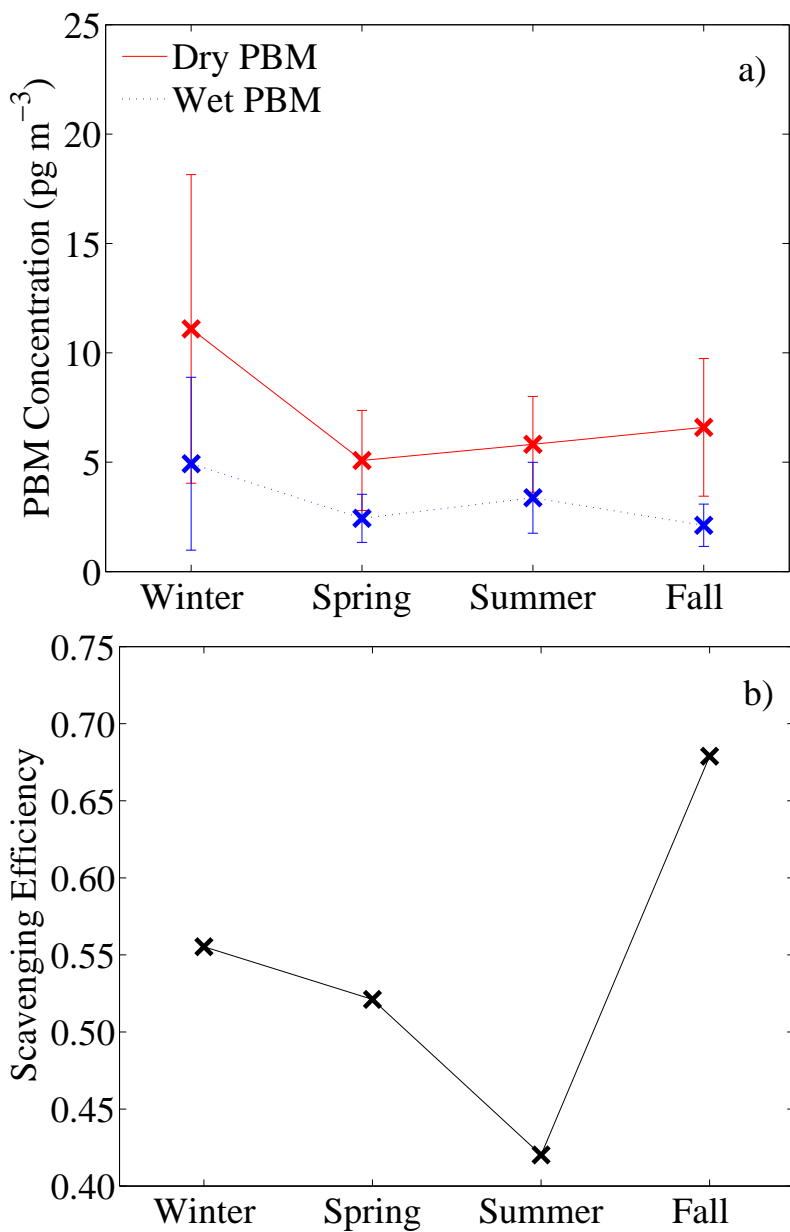 25
20
15
10
5
0
PBM Concentration (pg m⁻³)
Dry PBM
Wet PBM
a)
Winter Spring Summer Fall
0.75
0.70
0.65
0.60
0.55
0.50
0.45
0.40
Scavenging Efficiency
b)
Winter Spring Summer Fall